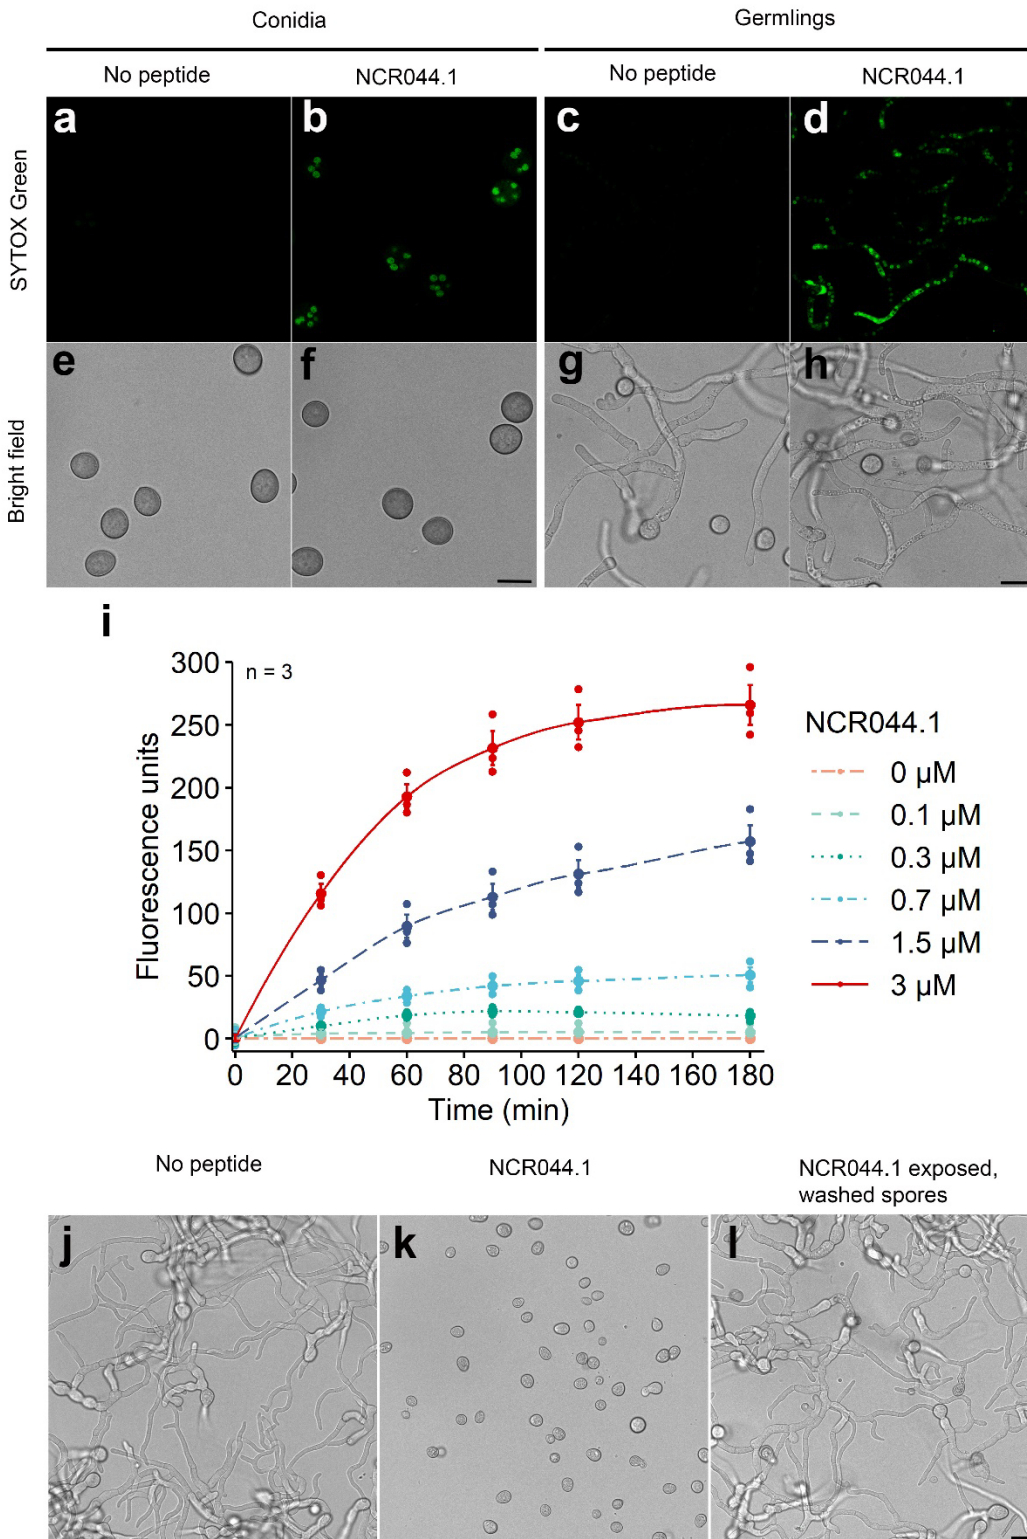 Conidia
Germlings
No peptide
NCR044.1
No peptide
NCR044.1
SYTOX Green
a
b
c
d
Bright field
e
f
g
h
i
300
250
200
150
100
50
0
n = 3
Fluorescence units
0 20 40 60 80 100 120 140 160 180
Time (min)
NCR044.1
0 µM
0.1 µM
0.3 µM
0.7 µM
1.5 µM
3 µM
No peptide
NCR044.1
NCR044.1 exposed,
washed spores
j
k
l